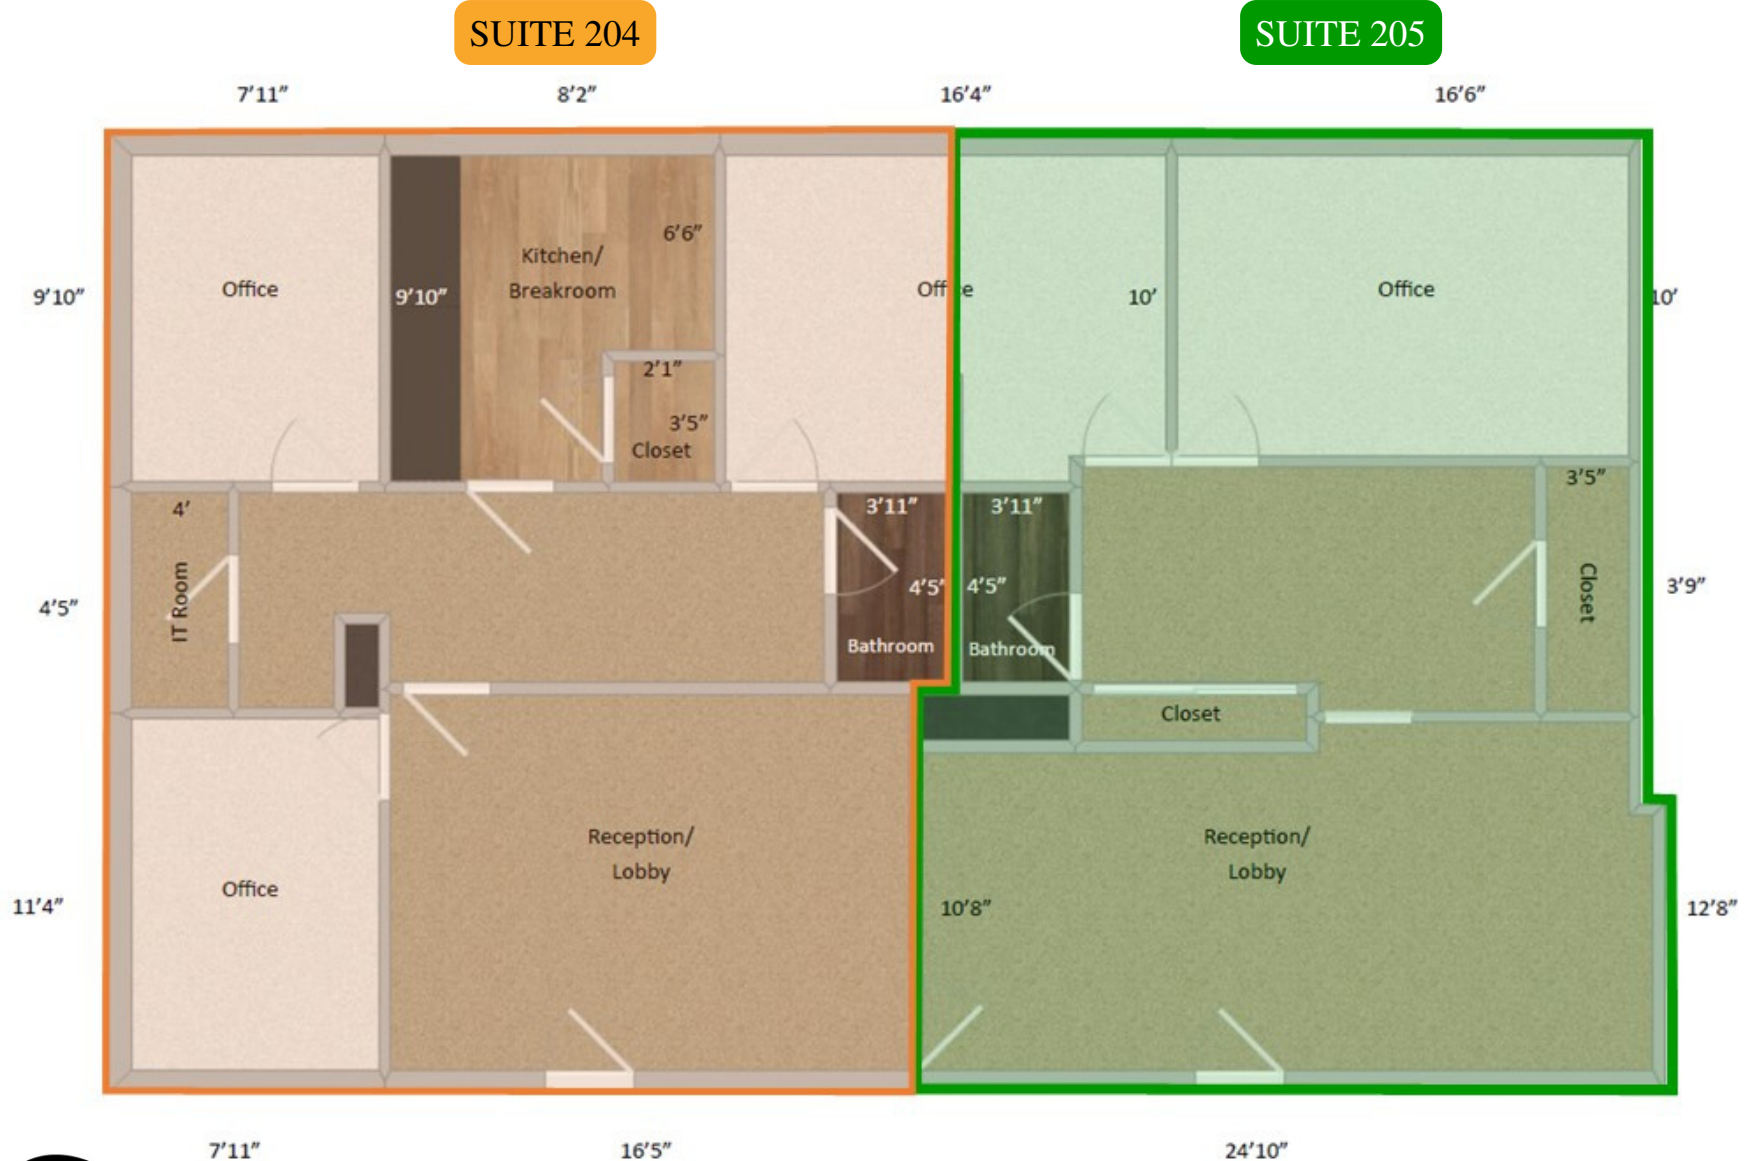 SUITE 204
SUITE 205
7’11”
8’2”
16’4”
16’6”
9’10”
Office
9’10”
Kitchen/
Breakroom
6’6”
2’1”
3’5”
Closet
Office
10’
Office
10’
4’
IT Room
4’5”
3’11”
4’5”
Bathroom
3’11”
4’5”
Bathroom
3’5”
Closet
3’9”
Closet
11’4”
Office
Reception/
Lobby
10’8”
Reception/
Lobby
12’8”
7’11”
16’5”
24’10”